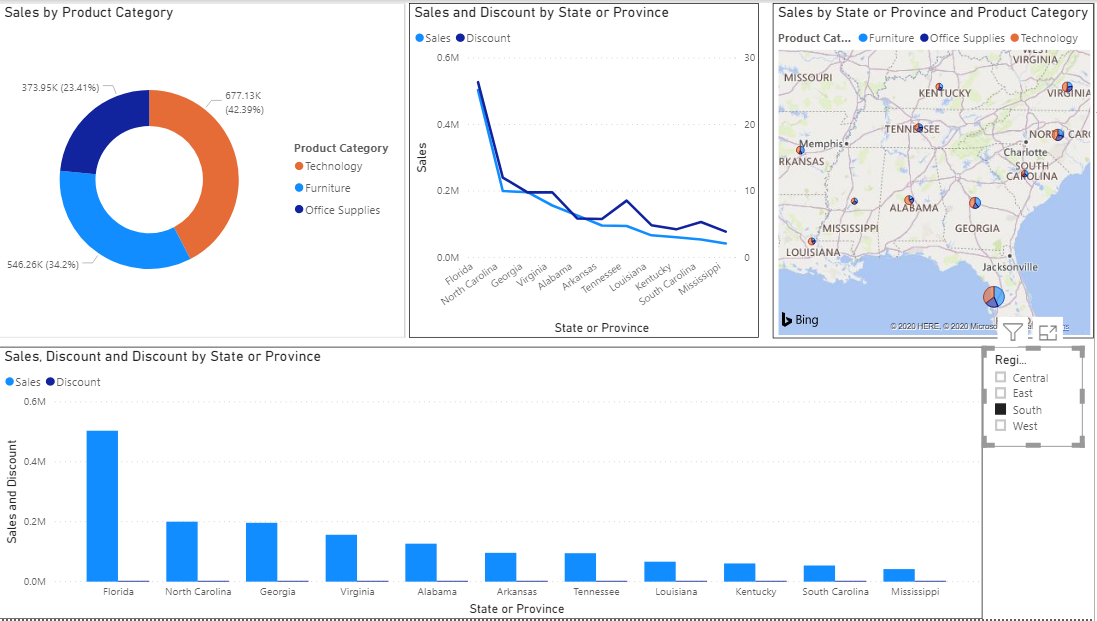 Sales by Product Category
373.95K (23.41%)
677.13K
(42.39%)
546.26K (34.2%)
Product Category
Technology
Furniture
Office Supplies
Sales and Discount by State or Province
Sales Discount
0.6M
0.4M
0.2M
0.0M
Sales
30
20
10
0
Florida
North Carolina
Georgia
Virginia
Alabama
Arkansas
Tennessee
Louisiana
Kentucky
South Carolina
Mississippi
State or Province
Sales by State or Province and Product Category
Product Cat... Furniture Office Supplies Technology
WEST
VIRGINIA
MISSOURI
KENTUCKY
VIRGINIA
TENNESSEE
NORTH CARO
Memphis
Charlotte
RKANSAS
SOUTH
CAROLINA
ALABAMA
MISSISSIPPI
GEORGIA
LOUISIANA
Jacksonville
Bing
© 2020 HERE, © 2020 Microso
Sales, Discount and Discount by State or Province
Sales Discount
0.6M
0.4M
0.2M
0.0M
Sales and Discount
Florida
North Carolina
Georgia
Virginia
Alabama
Arkansas
Tennessee
Louisiana
Kentucky
South Carolina
Mississippi
State or Province
Regi...
Central
East
South
West